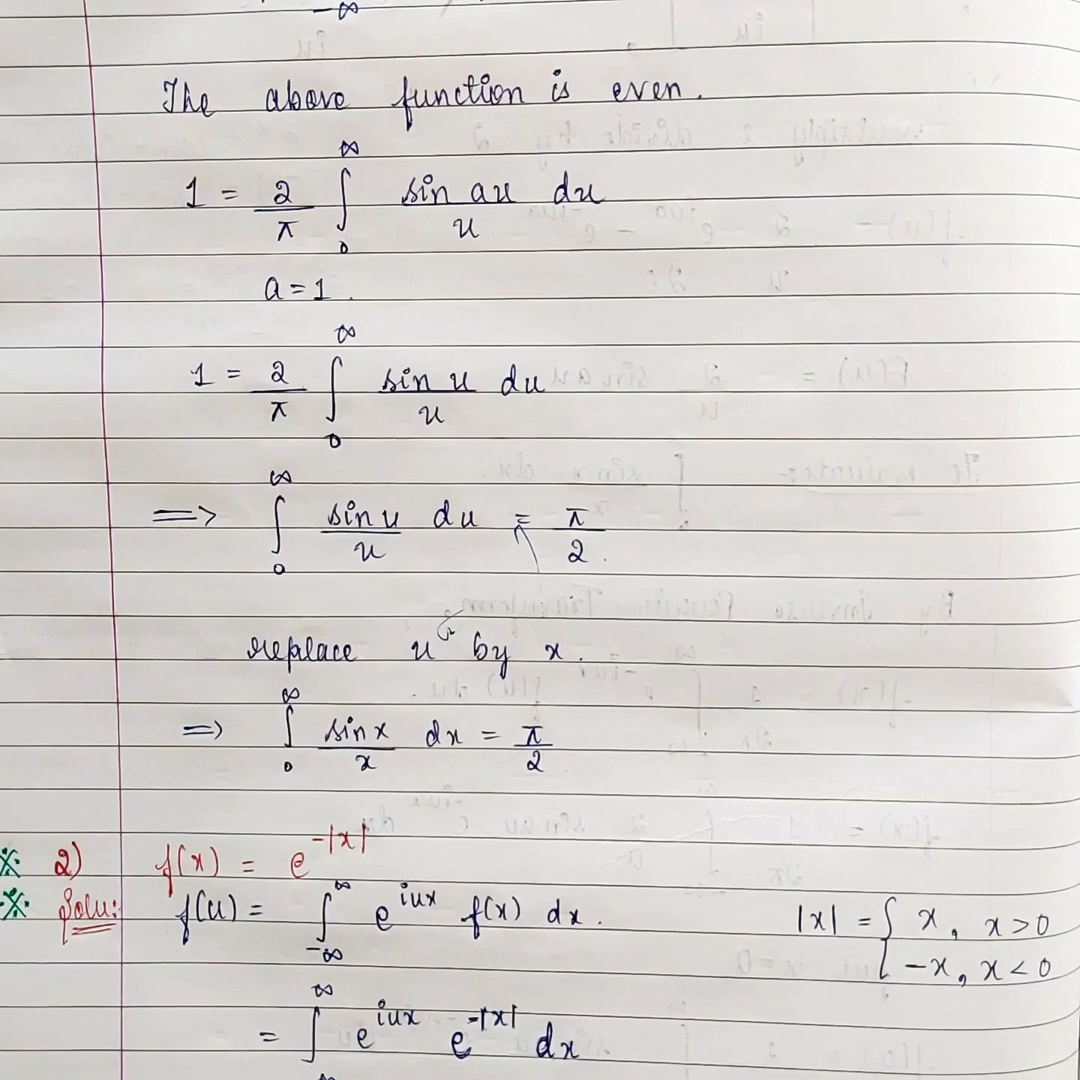 -∞
The above function is even.
1 = 2/π ∫₀^∞ sin au/u du
a = 1.
1 = 2/π ∫₀^∞ sin u/u du
=> ∫₀^∞ sin u/u du = π/2.
replace u by x.
=> ∫₀^∞ sin x/x dx = π/2
2) f(x) = e^{-|x|}
Solu: f(u) = ∫_{-∞}^∞ e^{iux} f(x) dx. |x| = { x, x > 0
-x, x < 0
= ∫^∞ e^{iux} e^{-|x|} dx